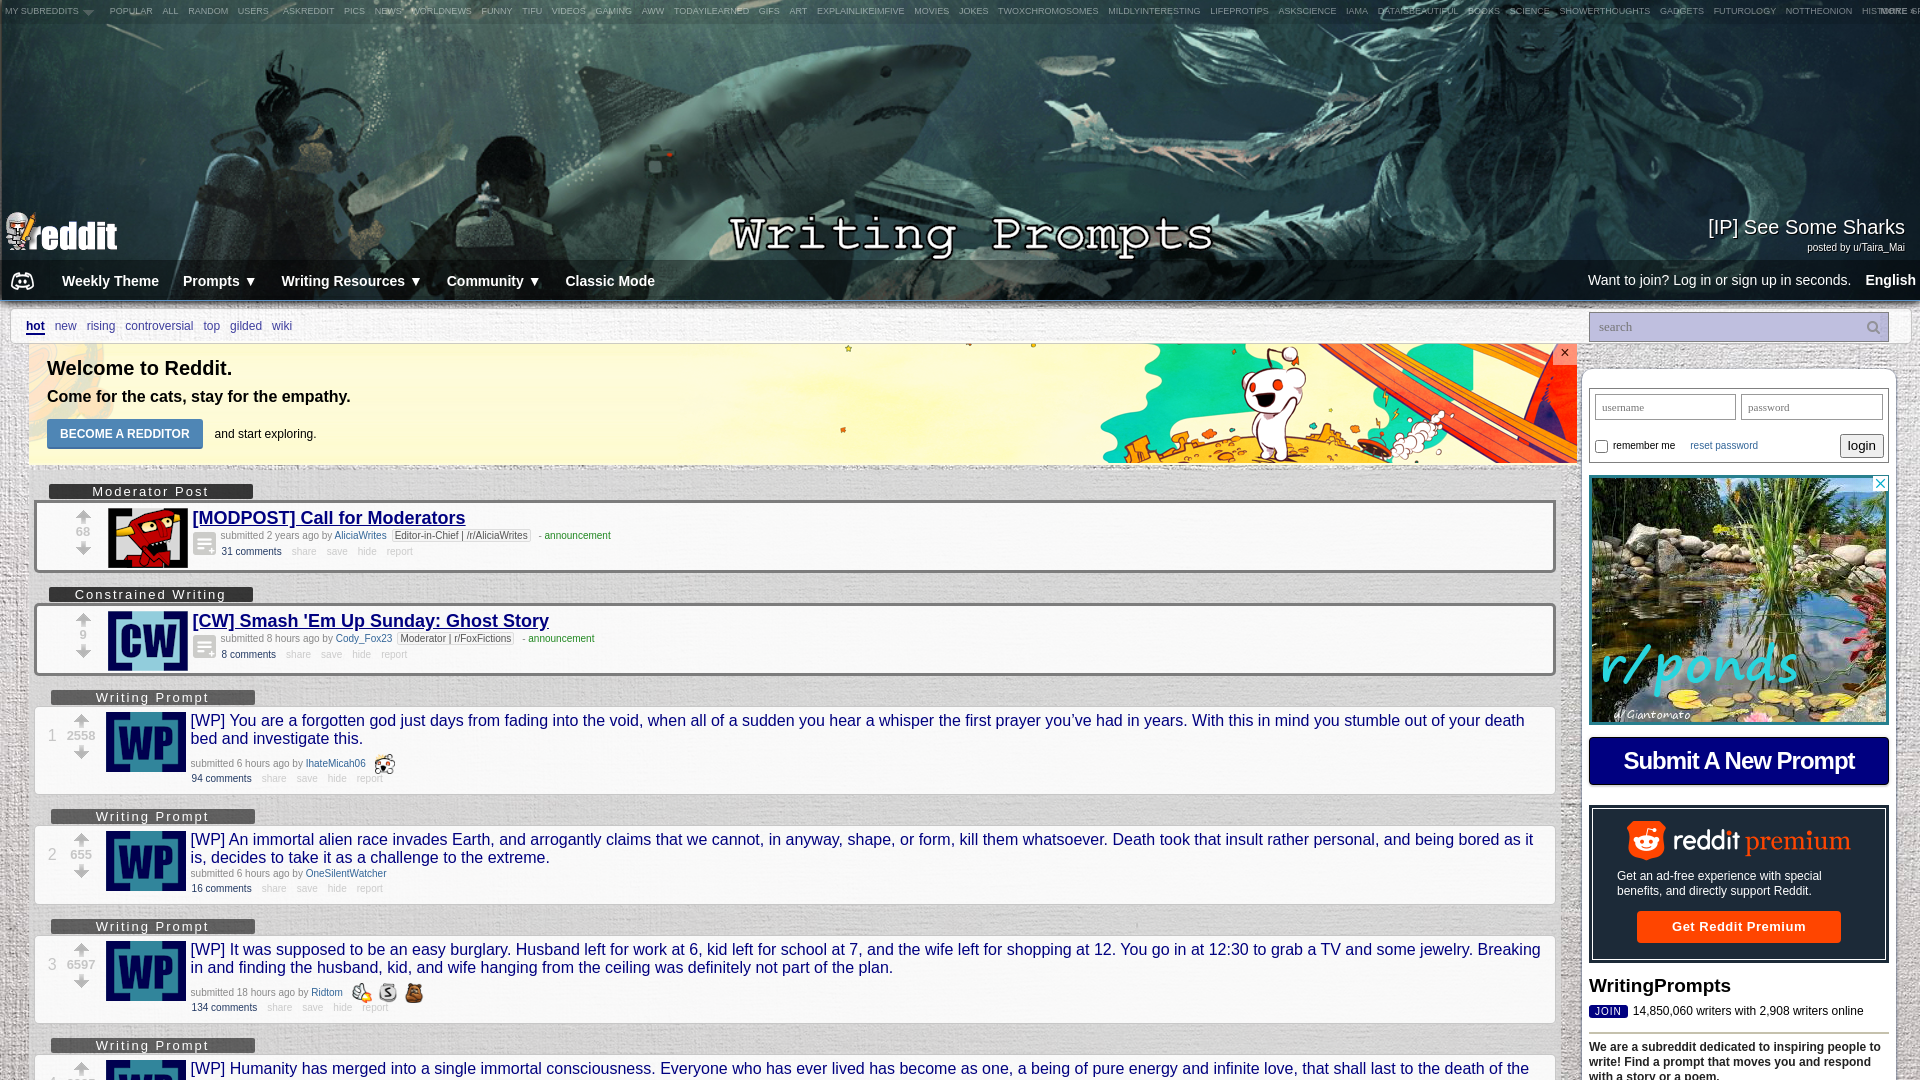 MY SUBREDDITS POPULAR ALL RANDOM USERS ASKREDDIT PICS NEWS WORLDNEWS FUNNY TIFU VIDEOS GAMING AWW TODAYILEARNED GIFS ART EXPLAINLIKEIMFIVE MOVIES JOKES TWOXCHROMOSOMES MILDLYINTERESTING LIFEPROTIPS ASKSCIENCE IAMA DATAISBEAUTIFUL BOOKS SCIENCE SHOWERTHOUGHTS GADGETS FUTUROLOGY NOTTHEONION
reddit
Writing Prompts
[IP] See Some Sharks
posted by u/Taira_Mai
Weekly Theme Prompts ▼ Writing Resources ▼ Community ▼ Classic Mode
Want to join? Log in or sign up in seconds. English
hot new rising controversial top gilded wiki
search
Welcome to Reddit.
Come for the cats, stay for the empathy.
BECOME A REDDITOR and start exploring.
×
username password
remember me reset password login
Moderator Post
68
[MODPOST] Call for Moderators
submitted 2 years ago by AliciaWrites Editor-in-Chief | /r/AliciaWrites - announcement
31 comments share save hide report
Constrained Writing
9
CW
[CW] Smash 'Em Up Sunday: Ghost Story
submitted 8 hours ago by Cody_Fox23 Moderator | r/FoxFictions - announcement
8 comments share save hide report
Writing Prompt
1
2558
WP
[WP] You are a forgotten god just days from fading into the void, when all of a sudden you hear a whisper the first prayer you’ve had in years. With this in mind you stumble out of your death
bed and investigate this.
submitted 6 hours ago by IhateMicah06
94 comments share save hide report
Writing Prompt
2
655
WP
[WP] An immortal alien race invades Earth, and arrogantly claims that we cannot, in anyway, shape, or form, kill them whatsoever. Death took that insult rather personal, and being bored as it
is, decides to take it as a challenge to the extreme.
submitted 6 hours ago by OneSilentWatcher
16 comments share save hide report
Writing Prompt
3
6597
WP
[WP] It was supposed to be an easy burglary. Husband left for work at 6, kid left for school at 7, and the wife left for shopping at 12. You go in at 12:30 to grab a TV and some jewelry. Breaking
in and finding the husband, kid, and wife hanging from the ceiling was definitely not part of the plan.
submitted 18 hours ago by Ridtom
134 comments share save hide report
Writing Prompt
[WP] Humanity has merged into a single immortal consciousness. Everyone who has ever lived has become as one, a being of pure energy and infinite love, that shall last to the death of the
r/ponds
u/Giantomato
Submit A New Prompt
reddit premium
Get an ad-free experience with special
benefits, and directly support Reddit.
Get Reddit Premium
WritingPrompts
JOIN 14,850,060 writers with 2,908 writers online
We are a subreddit dedicated to inspiring people to
write! Find a prompt that moves you and respond
with a story or a poem.